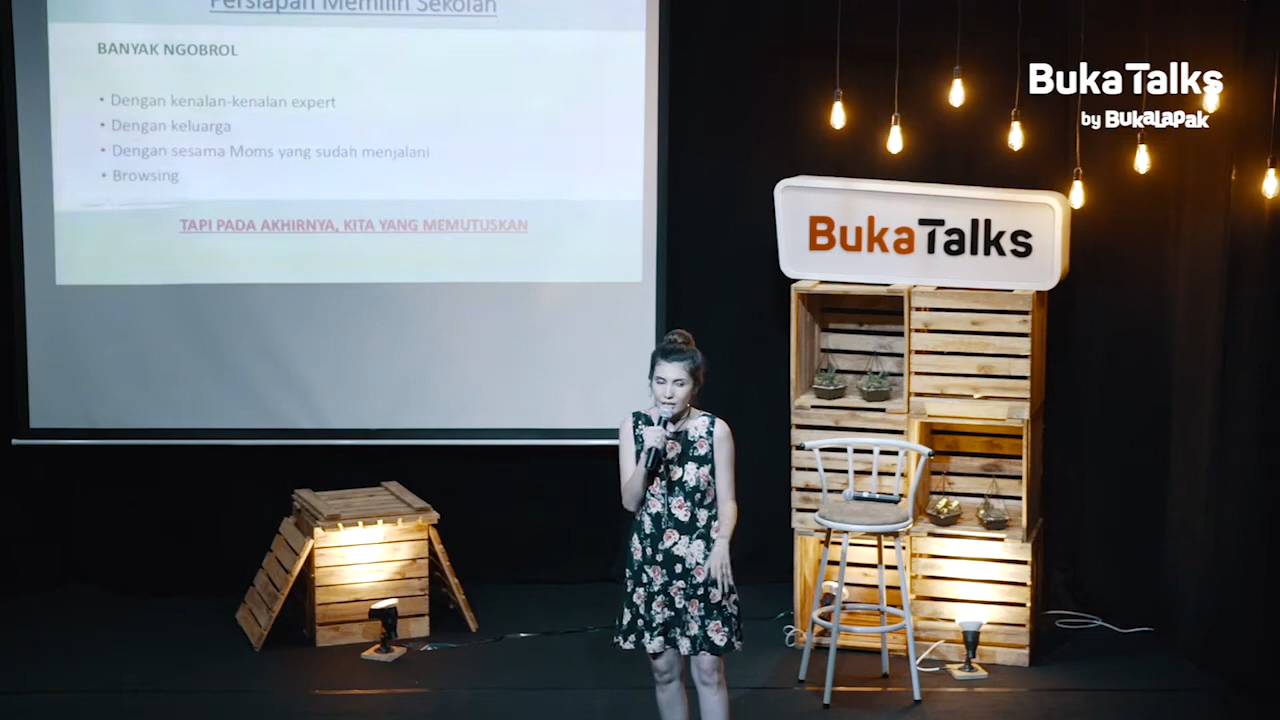 Persiapan Memilih Sekolah
BANYAK NGOBROL
• Dengan kenalan-kenalan expert
• Dengan keluarga
• Dengan sesama Moms yang sudah menjalani
• Browsing
TAPI PADA AKHIRNYA, KITA YANG MEMUTUSKAN
BukaTalks
by BukaLapak
BukaTalks